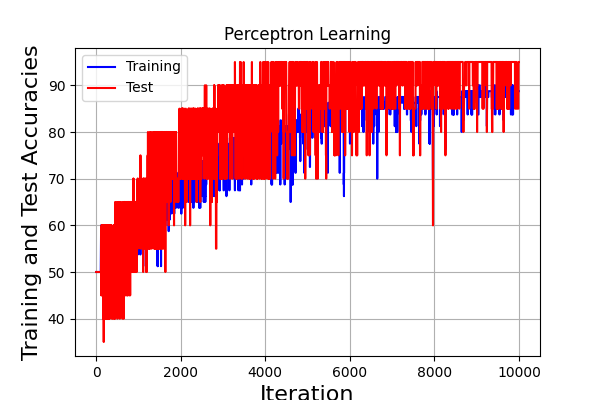 Perceptron Learning
Training
Test
Training and Test Accuracies
90
80
70
60
50
40
0 2000 4000 6000 8000 10000
Iteration